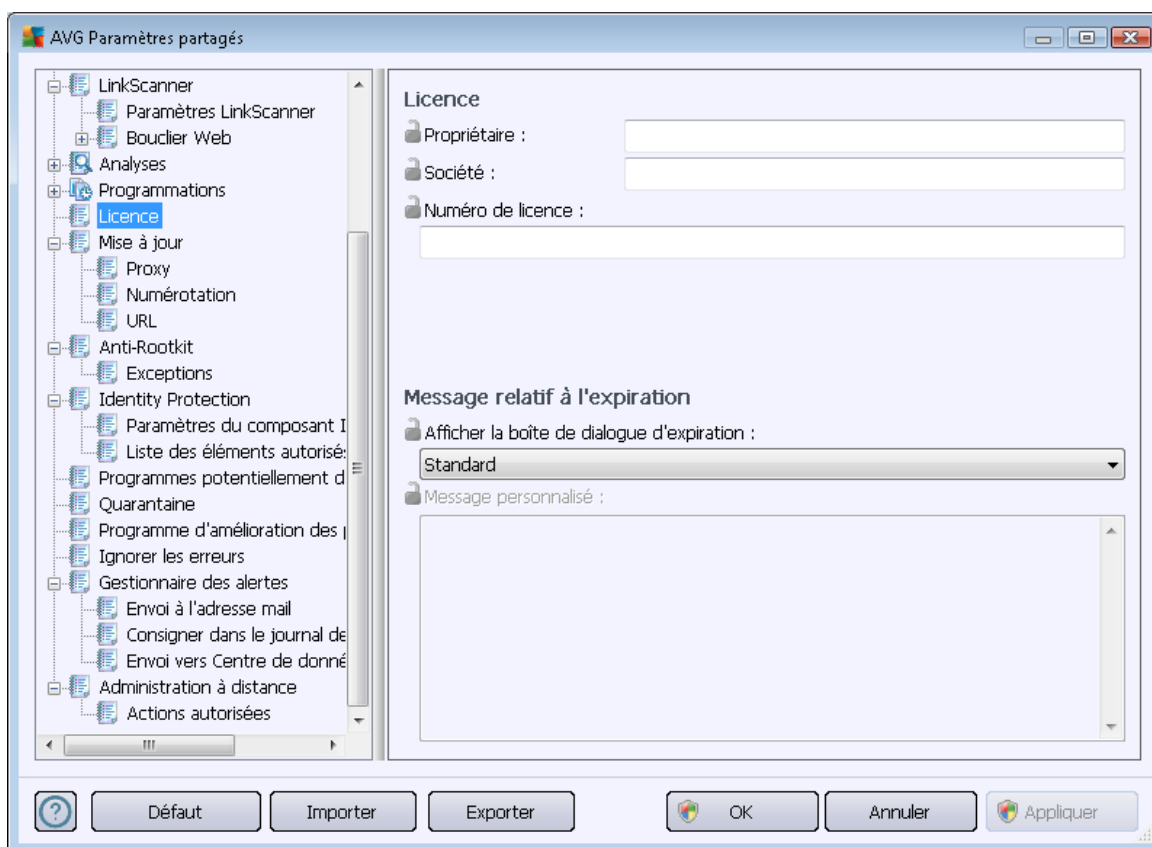 AVG Paramètres partagés
LinkScanner
Paramètres LinkScanner
Bouclier Web
Analyses
Programmations
Licence
Mise à jour
Proxy
Numérotation
URL
Anti-Rootkit
Exceptions
Identity Protection
Paramètres du composant I
Liste des éléments autorisé
Programmes potentiellement d
Quarantaine
Programme d'amélioration des p
Ignorer les erreurs
Gestionnaire des alertes
Envoi à l'adresse mail
Consigner dans le journal de
Envoi vers Centre de donné
Administration à distance
Actions autorisées
Licence
Propriétaire :
Société :
Numéro de licence :
Message relatif à l'expiration
Afficher la boîte de dialogue d'expiration :
Standard
Message personnalisé :
Défaut
Importer
Exporter
OK
Annuler
Appliquer